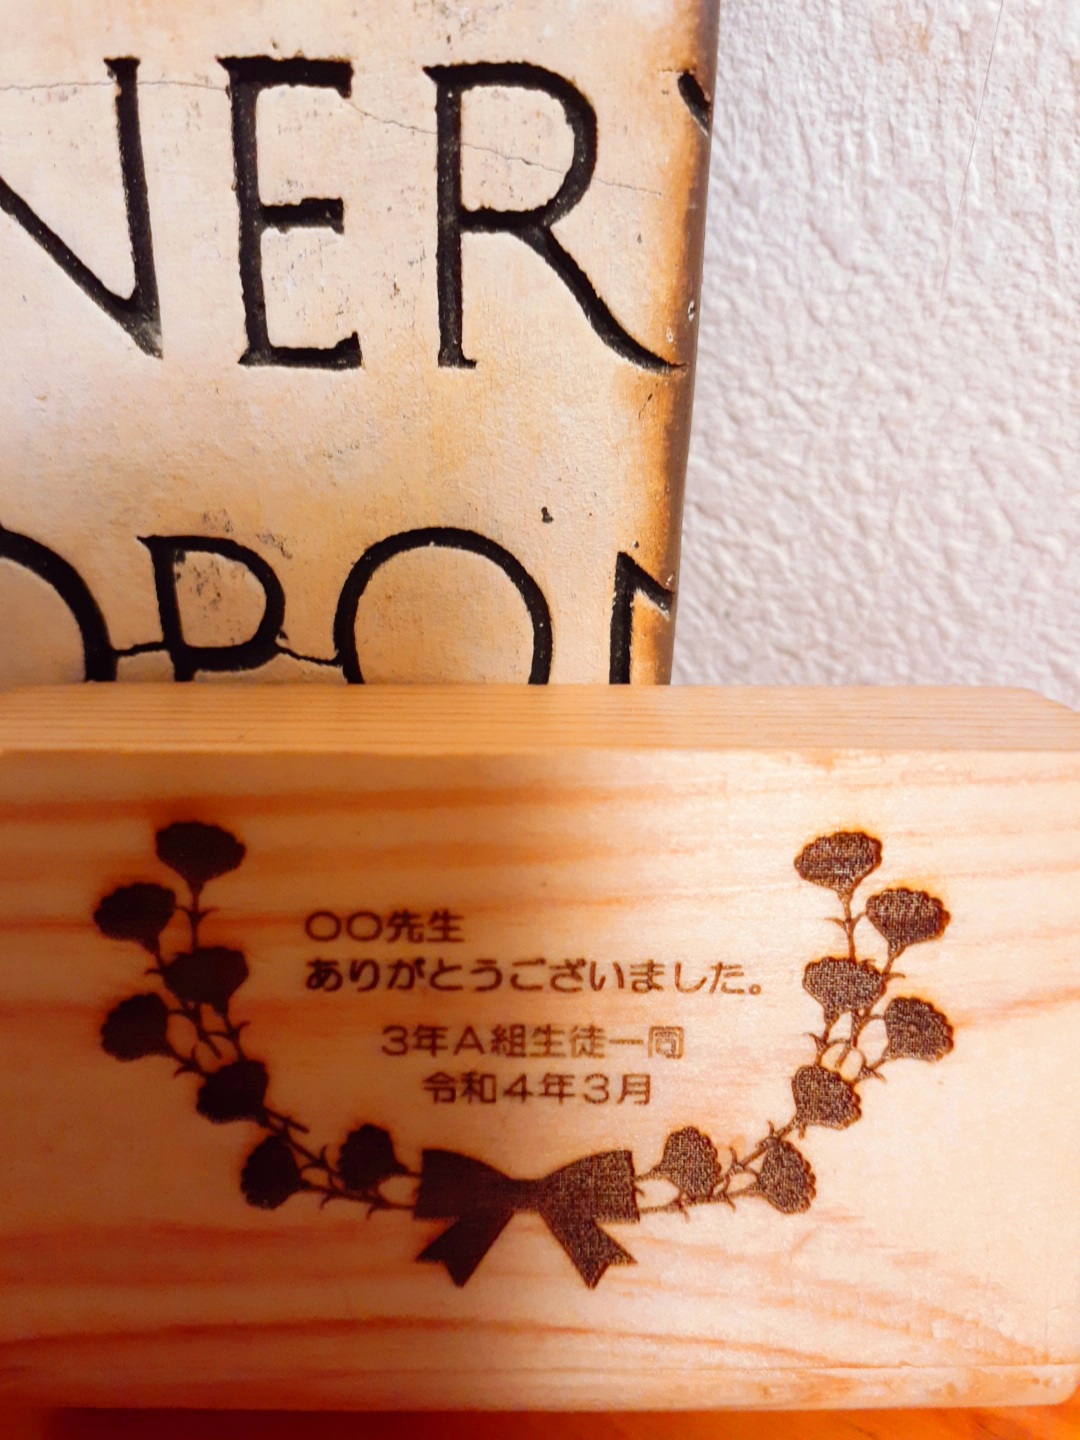 NER
OPON
〇〇先生
ありがとうございました。
3年A組生徒一同
令和4年3月